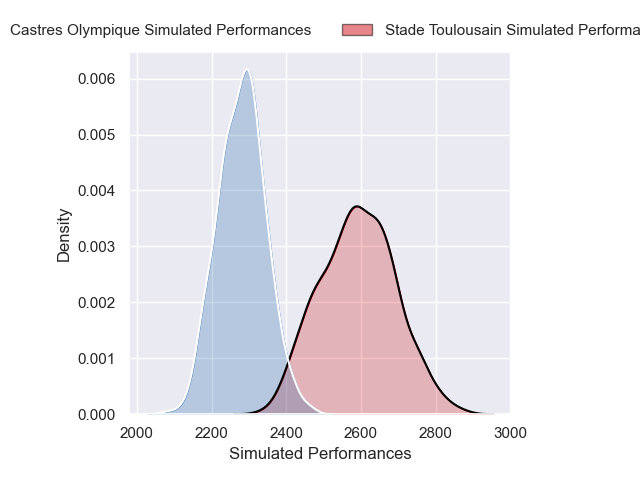 Castres Olympique Simulated Performances
Stade Toulousain Simulated Performa
0.006
0.005
0.004
0.003
0.002
0.001
0.000
Density
2000 2200 2400 2600 2800 3000
Simulated Performances